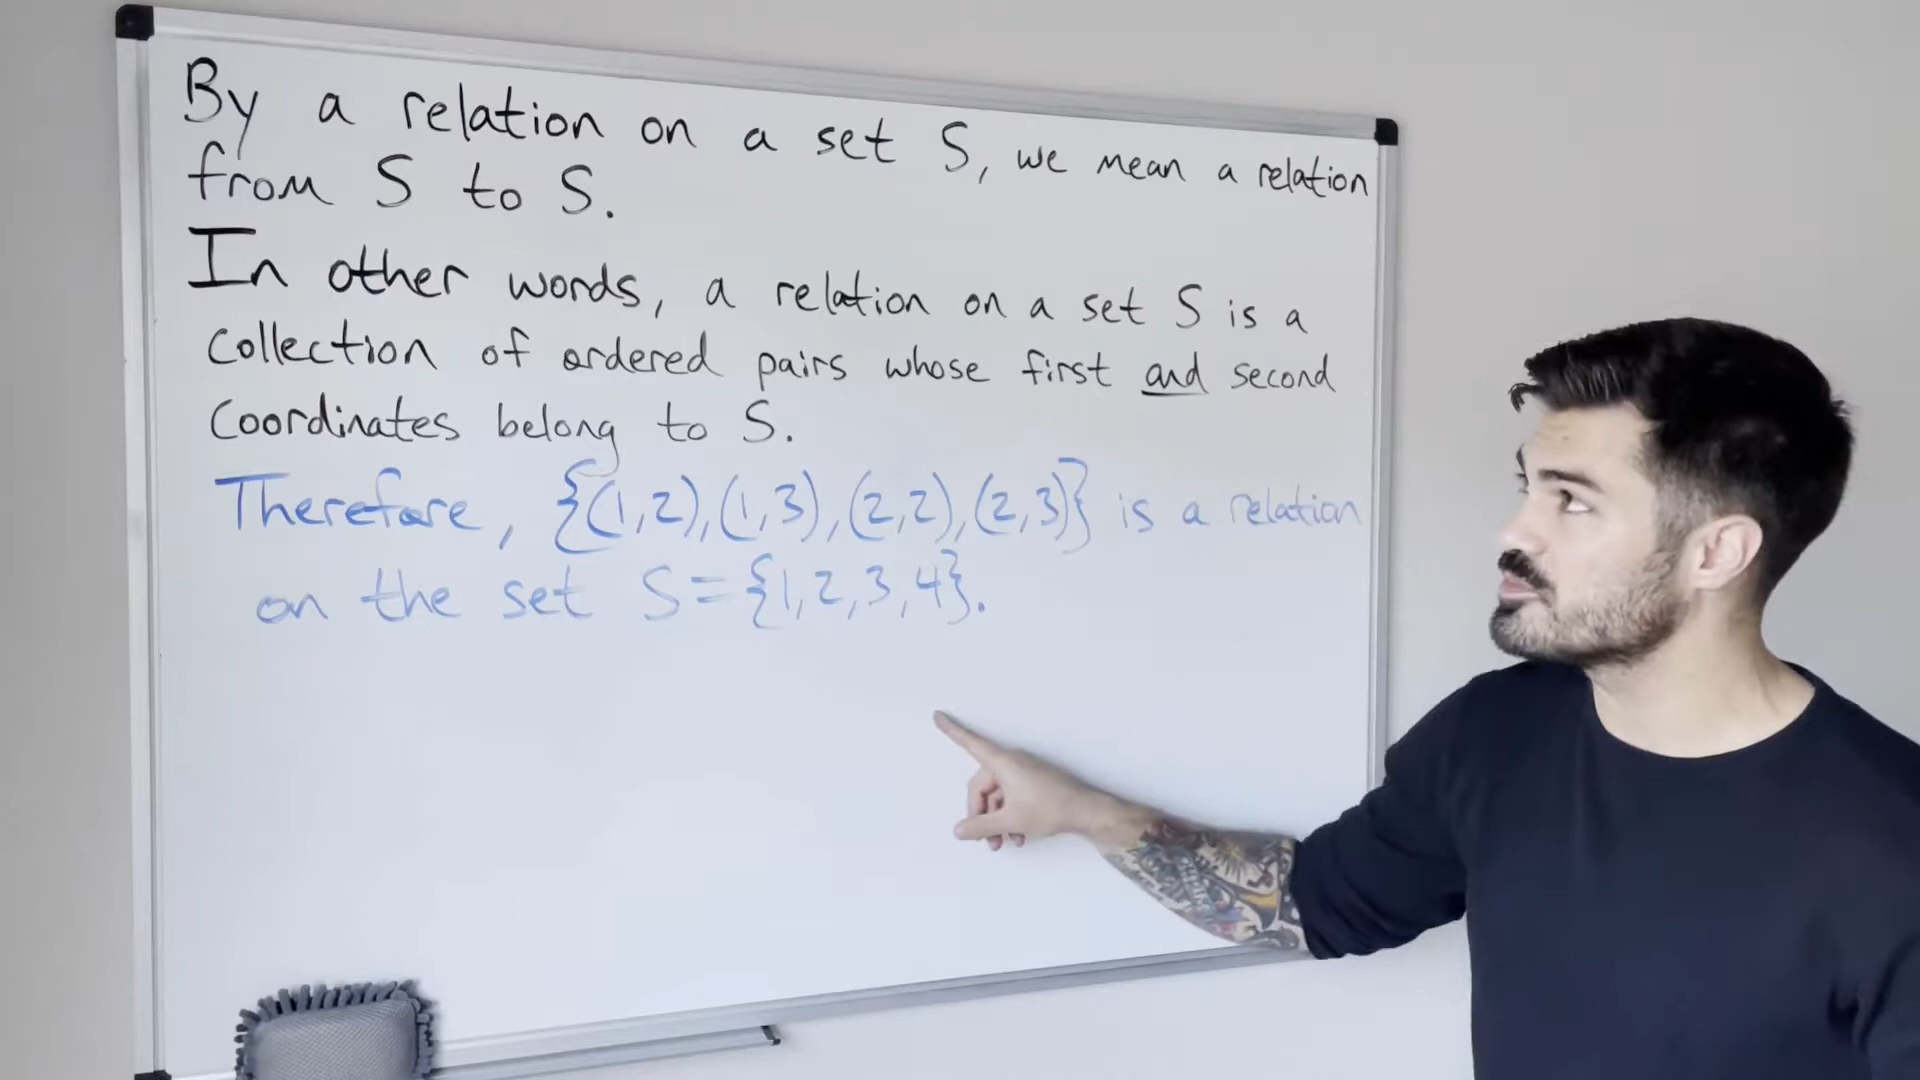 By a relation on a set S, we mean a relation
from S to S.
In other words, a relation on a set S is a
collection of ordered pairs whose first and second
coordinates belong to S.
Therefore, {(1,2),(1,3),(2,2),(2,3)} is a relation
on the set S={1,2,3,4}.